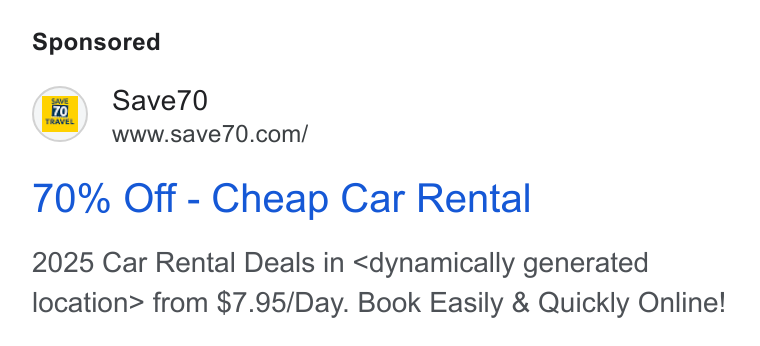 Sponsored
SAVE
70
TRAVEL
Save70
www.save70.com/
70% Off - Cheap Car Rental
2025 Car Rental Deals in <dynamically generated
location> from $7.95/Day. Book Easily & Quickly Online!